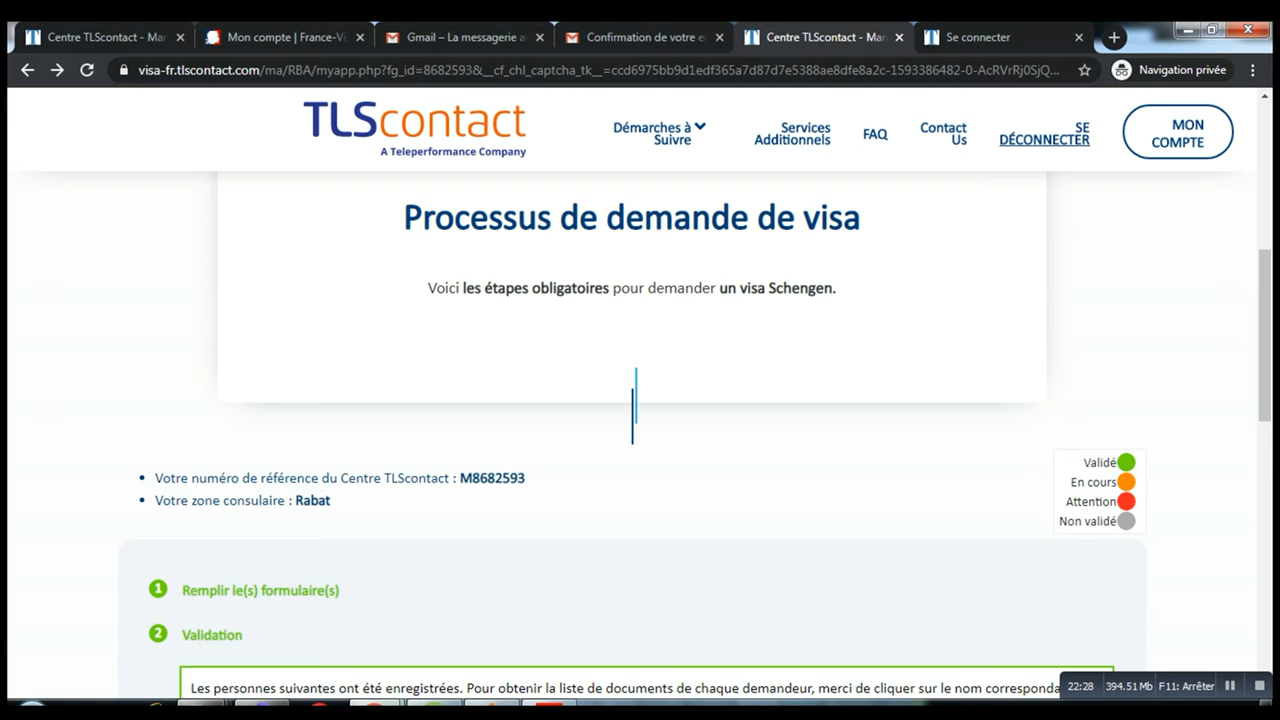 Centre TLScontact - Mar
Mon compte | France-Vi
Gmail – La messagerie a
Confirmation de votre e
Centre TLScontact - Mar
Se connecter
visa-fr.tlscontact.com/ma/RBA/myapp.php?fg_id=8682593&__cf_chl_captcha_tk__=ccd6975bb9d1edf365a7d87d7e5388ae8dfe8a2c-1593386482-0-AcRVrRj0SjQ...
Navigation privée
TLScontact
A Teleperformance Company
Démarches à
Suivre
Services
Additionnels
FAQ
Contact
Us
SE
DÉCONNECTER
MON
COMPTE
Processus de demande de visa
Voici les étapes obligatoires pour demander un visa Schengen.
Votre numéro de référence du Centre TLScontact : M8682593
Votre zone consulaire : Rabat
Validé
En cours
Attention
Non validé
1 Remplir le(s) formulaire(s)
2 Validation
Les personnes suivantes ont été enregistrées. Pour obtenir la liste de documents de chaque demandeur, merci de cliquer sur le nom corresponda
22:28 394.51 Mb F11: Arrêter